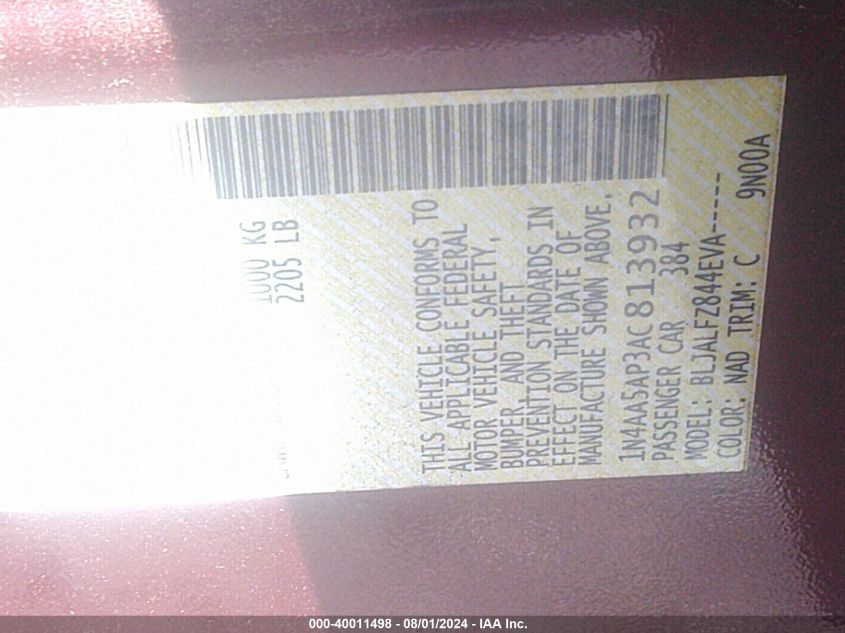 1000 KG
2205 LB
THIS VEHICLE CONFORMS TO
ALL APPLICABLE FEDERAL
MOTOR VEHICLE SAFETY,
BUMPER, AND THEFT
PREVENTION STANDARDS IN
EFFECT ON THE DATE OF
MANUFACTURE SHOWN ABOVE.
1N4AA5AP3AC813932
PASSENGER CAR 384
MODEL: BLJALFZ844EVA-----
COLOR: NAD TRIM: C 9N00A
000-40011498 - 08/01/2024 - IAA Inc.